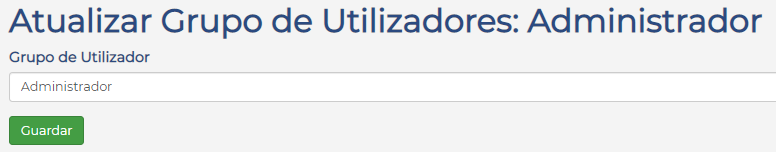 Atualizar Grupo de Utilizadores: Administrador
Grupo de Utilizador
Administrador
Guardar